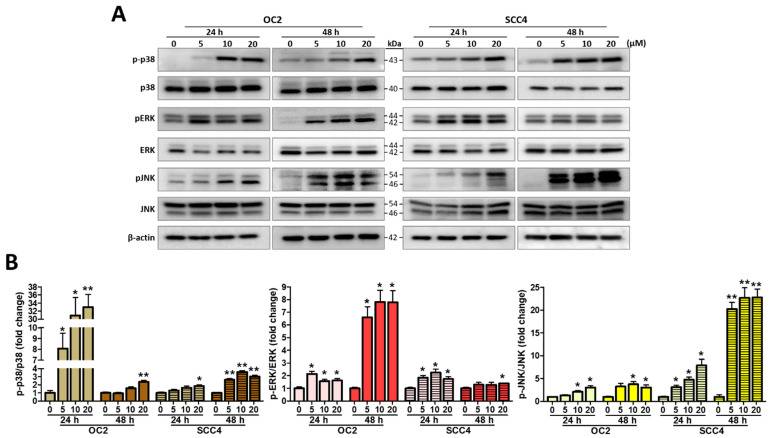 A
OC2 SCC4
24 h 48 h 24 h 48 h
0 5 10 20 0 5 10 20 kDa 0 5 10 20 0 5 10 20 (μM)
p-p38 43
p38 40
pERK 44 42
ERK 44 42
pJNK 54 46
JNK 54 46
β-actin 42
B
p-p38/p38 (fold change)
38
36
34
32
30
28
10
8
6
4
2
0
* * ** ** * ** ** **
0 5 10 20 0 5 10 20 0 5 10 20 0 5 10 20
24 h 48 h 24 h 48 h
OC2 SCC4
p-ERK/ERK (fold change)
9
8
7
6
5
4
3
2
1
0
* * * * * * * * * *
0 5 10 20 0 5 10 20 0 5 10 20 0 5 10 20
24 h 48 h 24 h 48 h
OC2 SCC4
p-JNK/JNK (fold change)
25
20
15
10
5
0
* * * * * * * ** ** **
0 5 10 20 0 5 10 20 0 5 10 20 0 5 10 20
24 h 48 h 24 h 48 h
OC2 SCC4